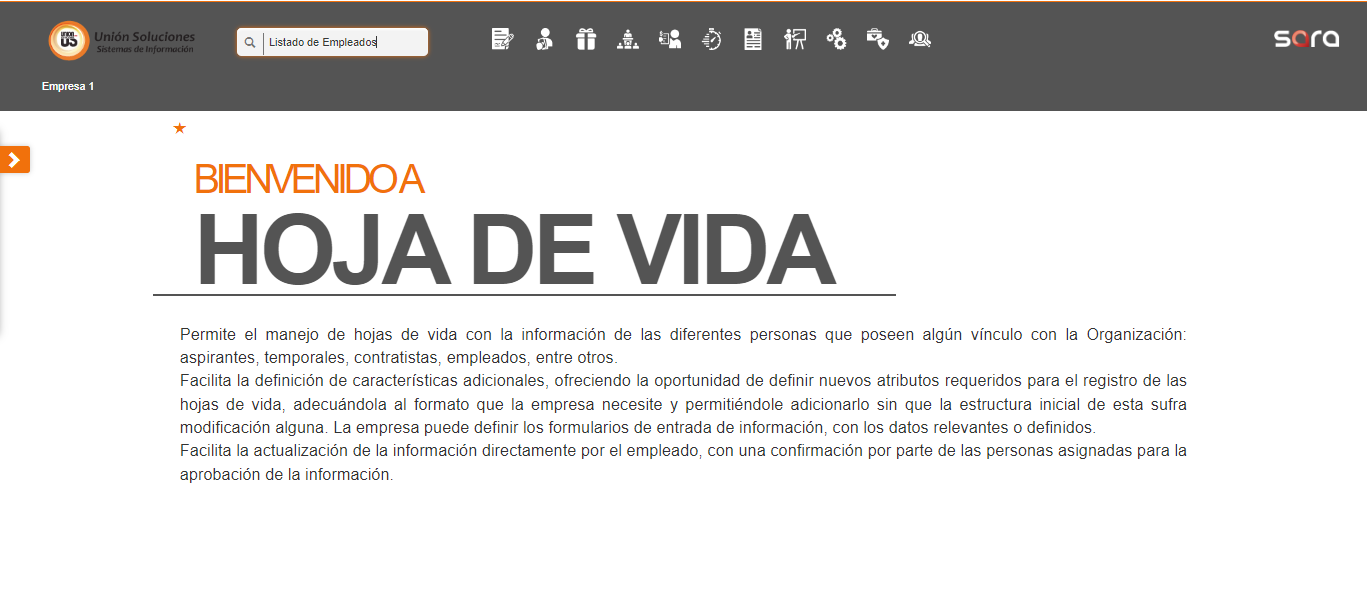 UNION
US
Unión Soluciones
Sistemas de Información
Listado de Empleados
sara
Empresa 1
BIENVENIDO A
HOJA DE VIDA
Permite el manejo de hojas de vida con la información de las diferentes personas que poseen algún vínculo con la Organización:
aspirantes, temporales, contratistas, empleados, entre otros.
Facilita la definición de características adicionales, ofreciendo la oportunidad de definir nuevos atributos requeridos para el registro de las
hojas de vida, adecuándola al formato que la empresa necesite y permitiéndole adicionarlo sin que la estructura inicial de esta sufra
modificación alguna. La empresa puede definir los formularios de entrada de información, con los datos relevantes o definidos.
Facilita la actualización de la información directamente por el empleado, con una confirmación por parte de las personas asignadas para la
aprobación de la información.